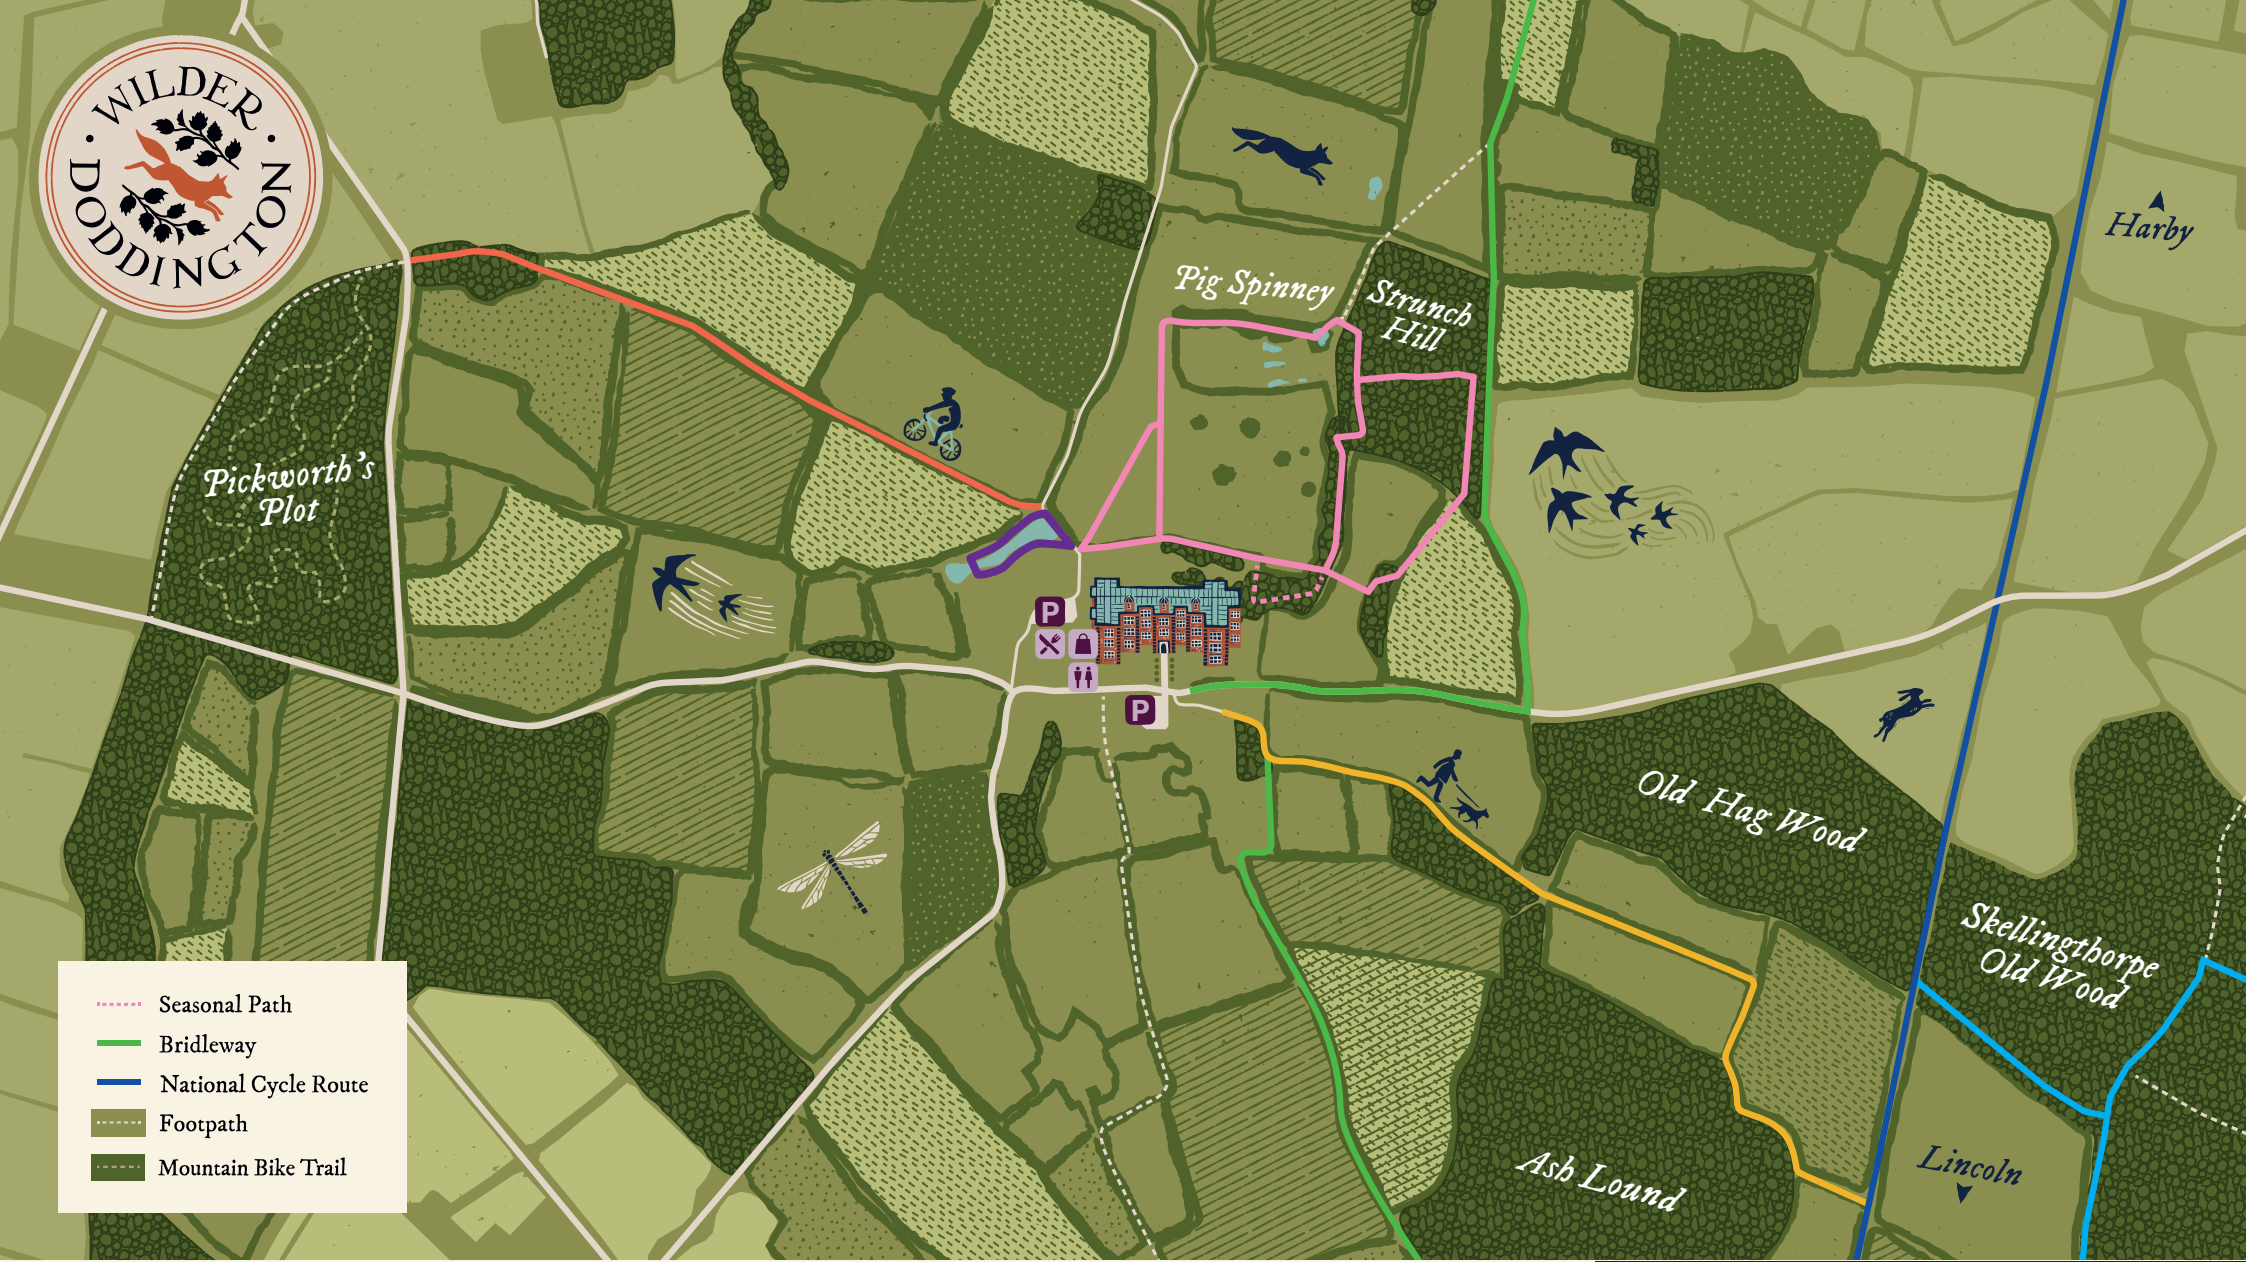 WILDER
DODDINGTON
Harby
Pig Spinney
Strunch
Hill
Pickworth's
Plot
P
P
Old Hag Wood
Skellingthorpe
Old Wood
Ash Lound
Lincoln
Seasonal Path
Bridleway
National Cycle Route
Footpath
Mountain Bike Trail